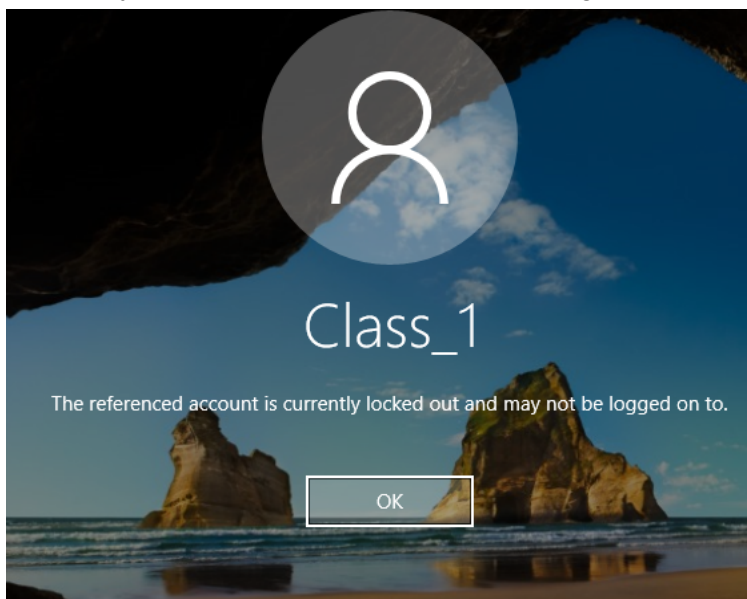 Class_1
The referenced account is currently locked out and may not be logged on to.
OK